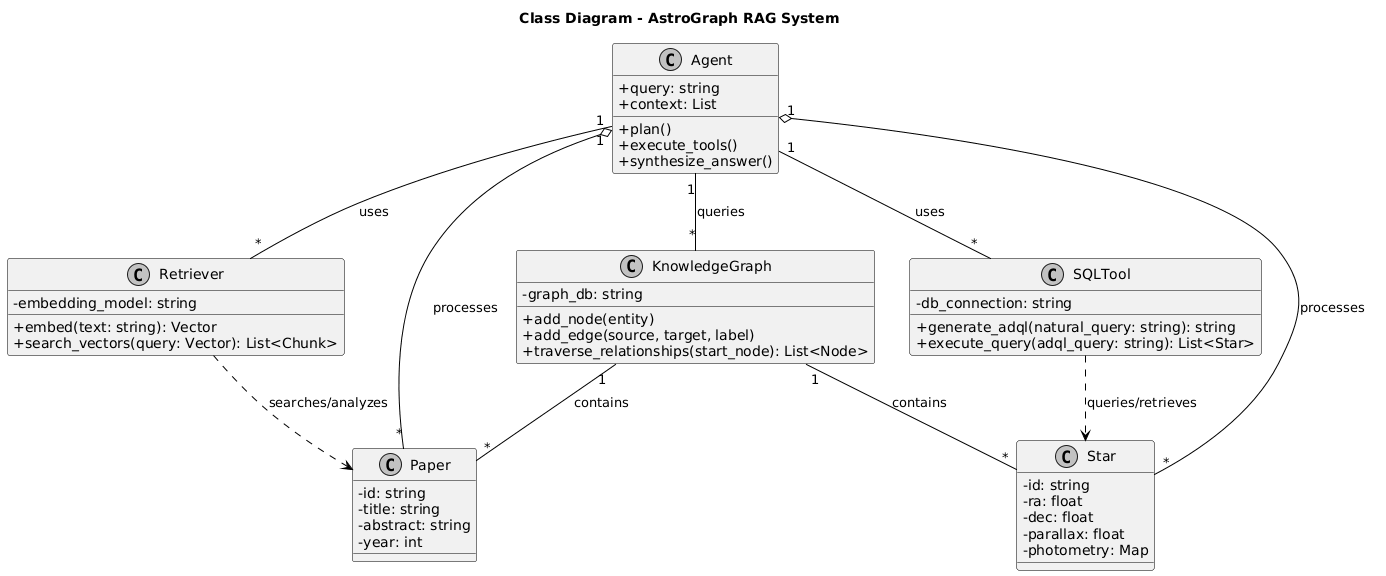 Class Diagram - AstroGraph RAG System
C Agent
+query: string
+context: List
+plan()
+execute_tools()
+synthesize_answer()
1
1
1
1
1
uses
queries
uses
*
*
*
C Retriever
-embedding_model: string
+embed(text: string): Vector
+search_vectors(query: Vector): List<Chunk>
processes
C KnowledgeGraph
-graph_db: string
+add_node(entity)
+add_edge(source, target, label)
+traverse_relationships(start_node): List<Node>
C SQLTool
-db_connection: string
+generate_adql(natural_query: string): string
+execute_query(adql_query: string): List<Star>
processes
1
1
searches/analyzes
contains
contains
queries/retrieves
*
*
*
*
C Paper
-id: string
-title: string
-abstract: string
-year: int
C Star
-id: string
-ra: float
-dec: float
-parallax: float
-photometry: Map